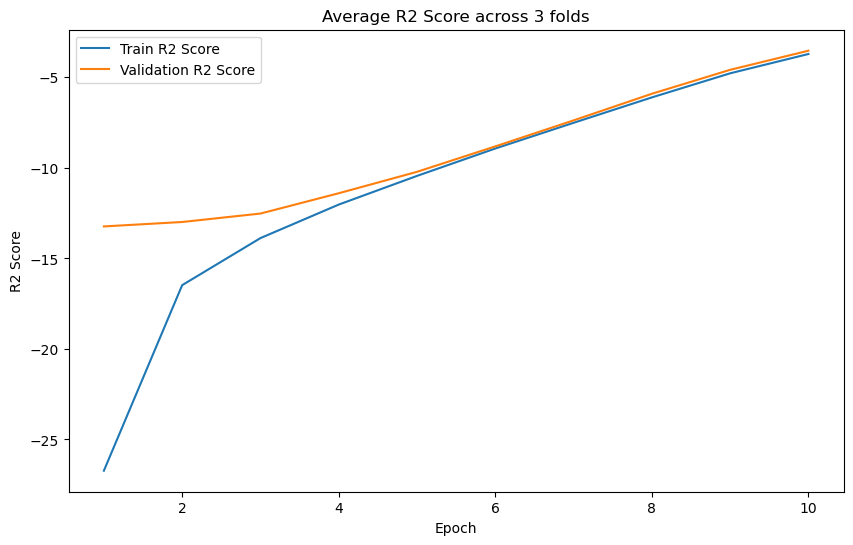 Average R2 Score across 3 folds
Train R2 Score
Validation R2 Score
R2 Score
−5
−10
−15
−20
−25
2
4
6
8
10
Epoch